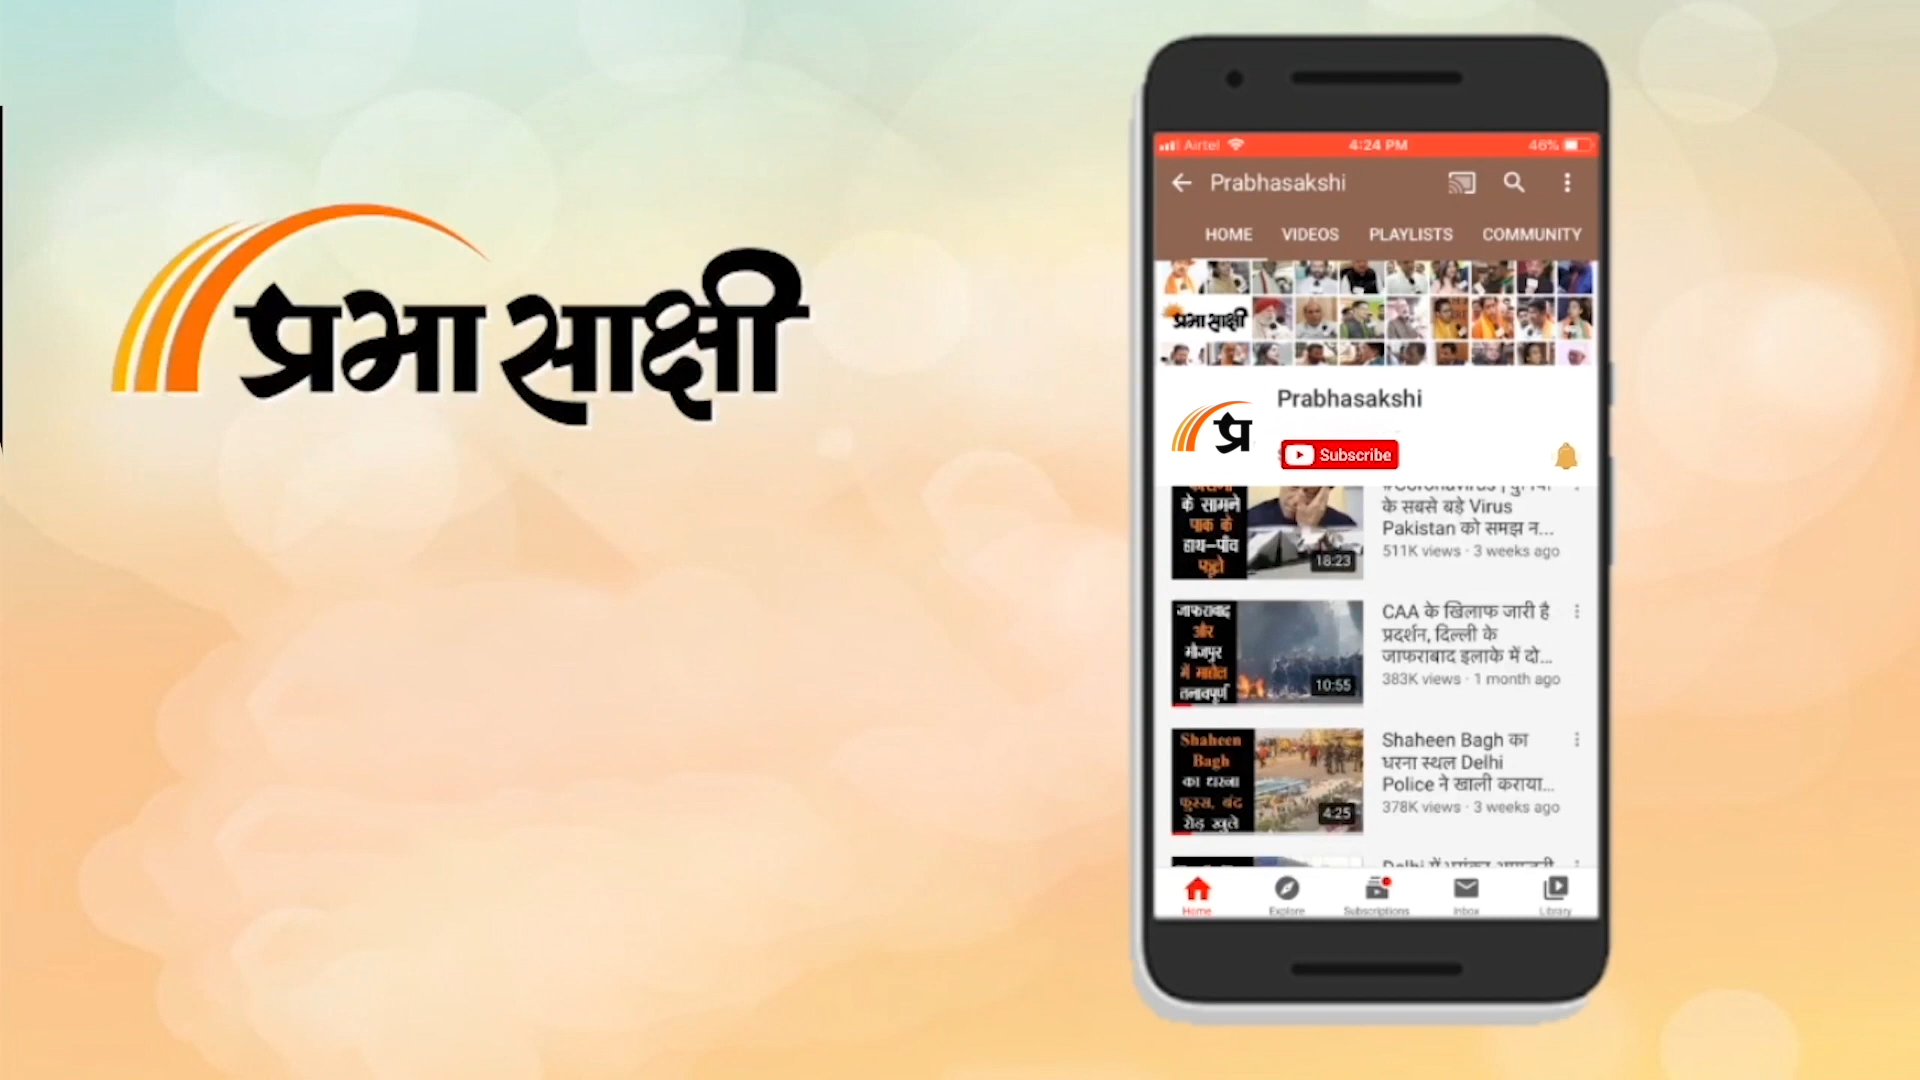 प्रभासाक्षी
Airtel 4:24 PM 46%
Prabhasakshi
HOME VIDEOS PLAYLISTS COMMUNITY
प्रभासाक्षी
Prabhasakshi
प्र
Subscribe
के सामने
पाक के
हाथ-पाँव
फूले
18:23
के सबसे बड़े Virus
Pakistan को समझ न...
511K views · 3 weeks ago
जाफराबाद
और
मौजपुर
में माहौल
तनावपूर्ण
10:55
CAA के खिलाफ जारी है
प्रदर्शन, दिल्ली के
जाफराबाद इलाके में दो...
383K views · 1 month ago
Shaheen
Bagh
का धरना
फुस्स, बंद
रोड खुले
4:25
Shaheen Bagh का
धरना स्थल Delhi
Police ने खाली कराया...
378K views · 3 weeks ago
Home Explore Subscriptions Inbox Library